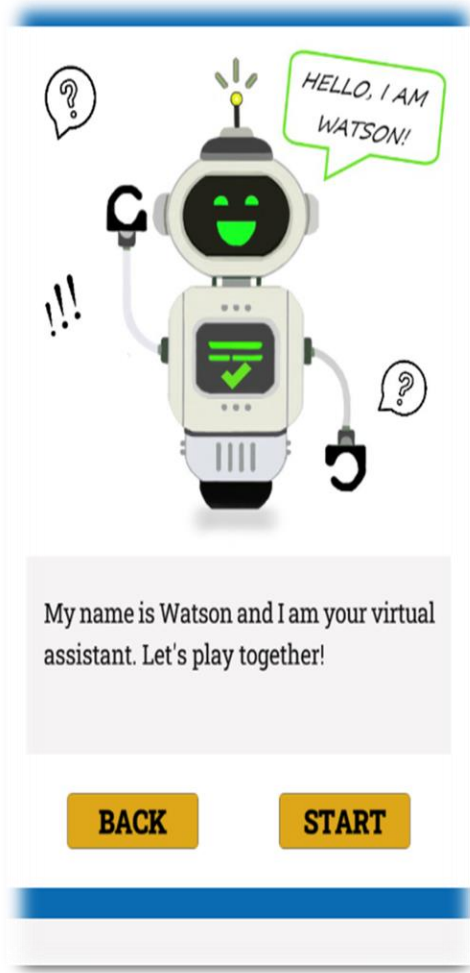 HELLO, I AM
WATSON!
?
!!!
?
My name is Watson and I am your virtual
assistant. Let's play together!
BACK
START